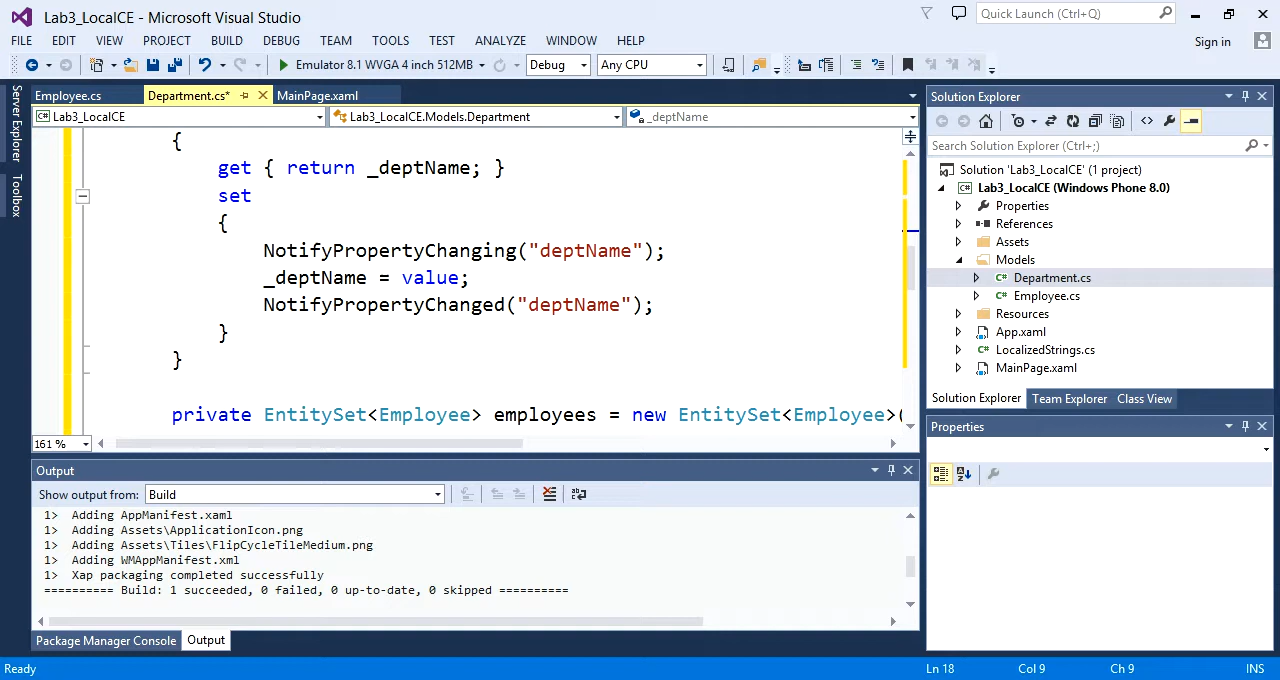 Lab3_LocalCE - Microsoft Visual Studio
Quick Launch (Ctrl+Q)
FILE EDIT VIEW PROJECT BUILD DEBUG TEAM TOOLS TEST ANALYZE WINDOW HELP
Sign in
Emulator 8.1 WVGA 4 inch 512MB Debug Any CPU
Server Explorer
Toolbox
Employee.cs Department.cs* MainPage.xaml
Lab3_LocalCE Lab3_LocalCE.Models.Department _deptName
{
get { return _deptName; }
set
{
NotifyPropertyChanging("deptName");
_deptName = value;
NotifyPropertyChanged("deptName");
}
}
private EntitySet<Employee> employees = new EntitySet<Employee>(
161 %
Output
Show output from: Build
1> Adding AppManifest.xaml
1> Adding Assets\ApplicationIcon.png
1> Adding Assets\Tiles\FlipCycleTileMedium.png
1> Adding WMAppManifest.xml
1> Xap packaging completed successfully
========== Build: 1 succeeded, 0 failed, 0 up-to-date, 0 skipped ==========
Package Manager Console Output
Solution Explorer
Search Solution Explorer (Ctrl+;)
Solution 'Lab3_LocalCE' (1 project)
Lab3_LocalCE (Windows Phone 8.0)
Properties
References
Assets
Models
Department.cs
Employee.cs
Resources
App.xaml
LocalizedStrings.cs
MainPage.xaml
Solution Explorer Team Explorer Class View
Properties
Ready Ln 18 Col 9 Ch 9 INS